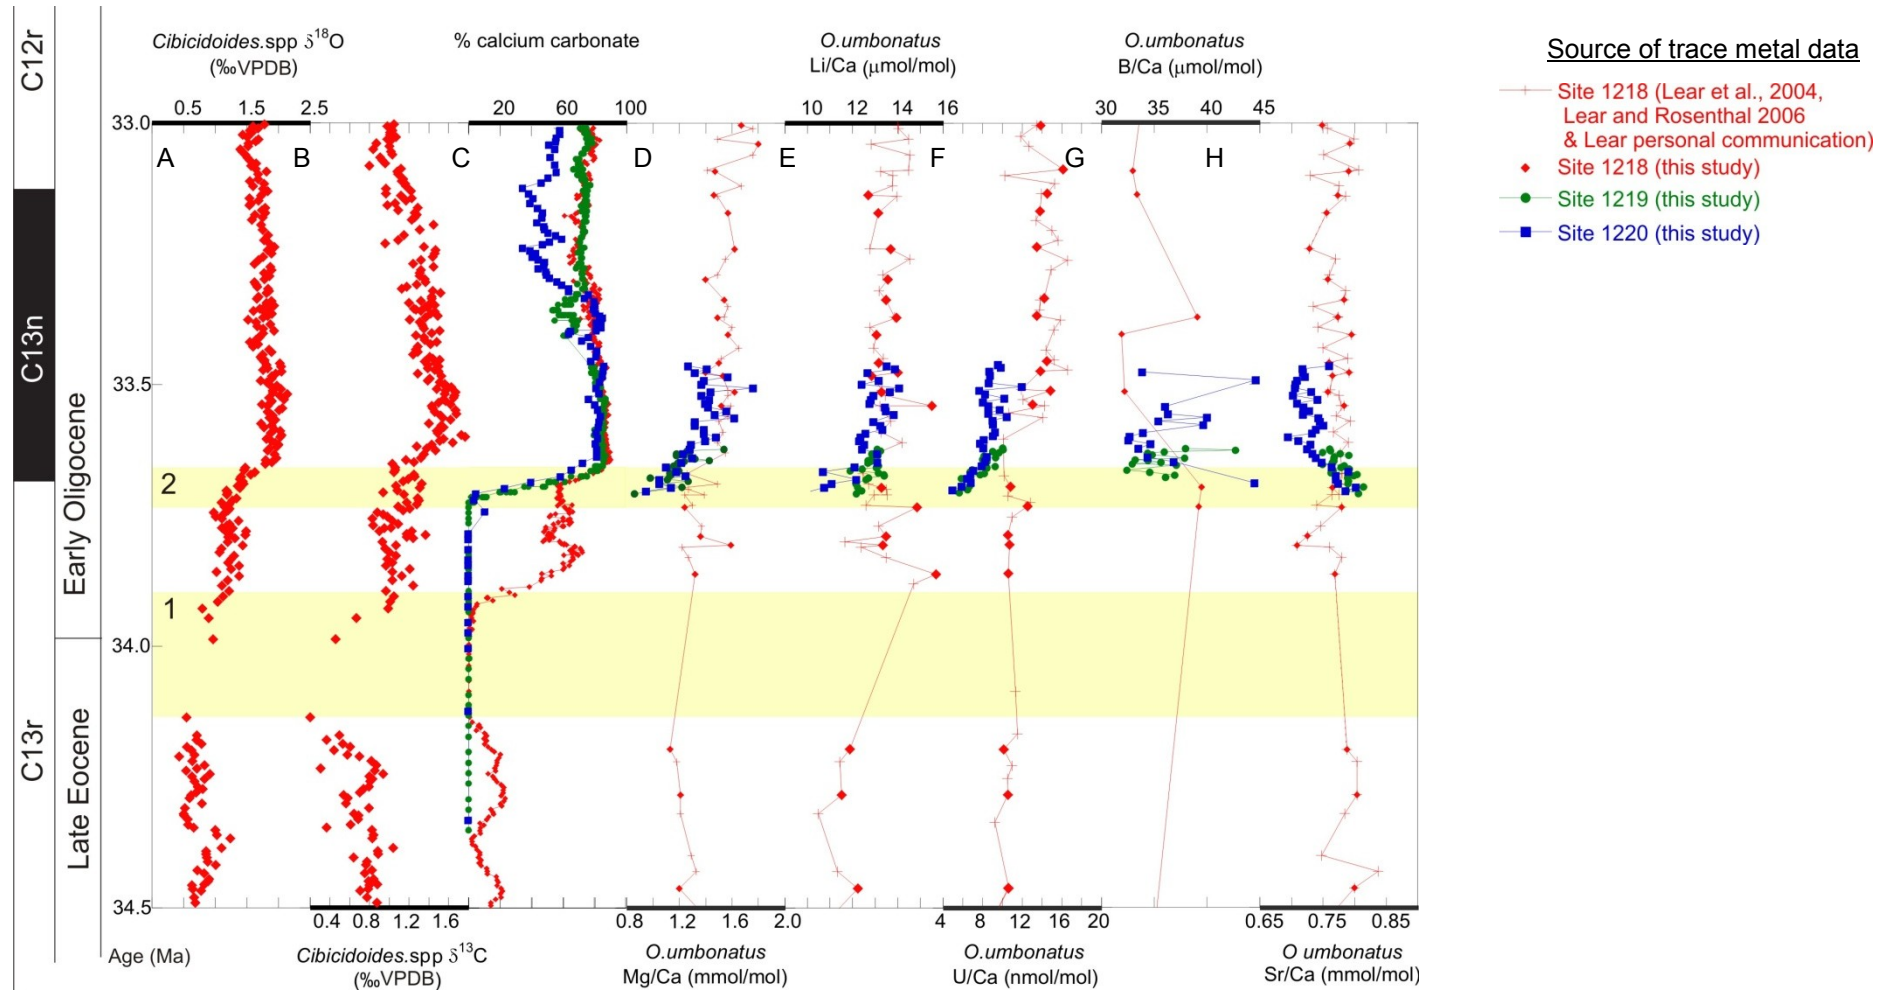 Cibicidoides.spp δ¹⁸O
(‰VPDB)
% calcium carbonate
O.umbonatus
Li/Ca (μmol/mol)
O.umbonatus
B/Ca (μmol/mol)
Source of trace metal data
Site 1218 (Lear et al., 2004,
Lear and Rosenthal 2006
& Lear personal communication)
Site 1218 (this study)
Site 1219 (this study)
Site 1220 (this study)
0.5 1.5 2.5
20 60 100
10 12 14 16
30 35 40 45
33.0
33.5
34.0
34.5
A B C D E F G H
2
1
C12r
C13n
C13r
Early Oligocene
Late Eocene
0.4 0.8 1.2 1.6
0.8 1.2 1.6 2.0
4 8 12 16 20
0.65 0.75 0.85
Age (Ma)
Cibicidoides.spp δ¹³C
(‰VPDB)
O.umbonatus
Mg/Ca (mmol/mol)
O.umbonatus
U/Ca (nmol/mol)
O umbonatus
Sr/Ca (mmol/mol)